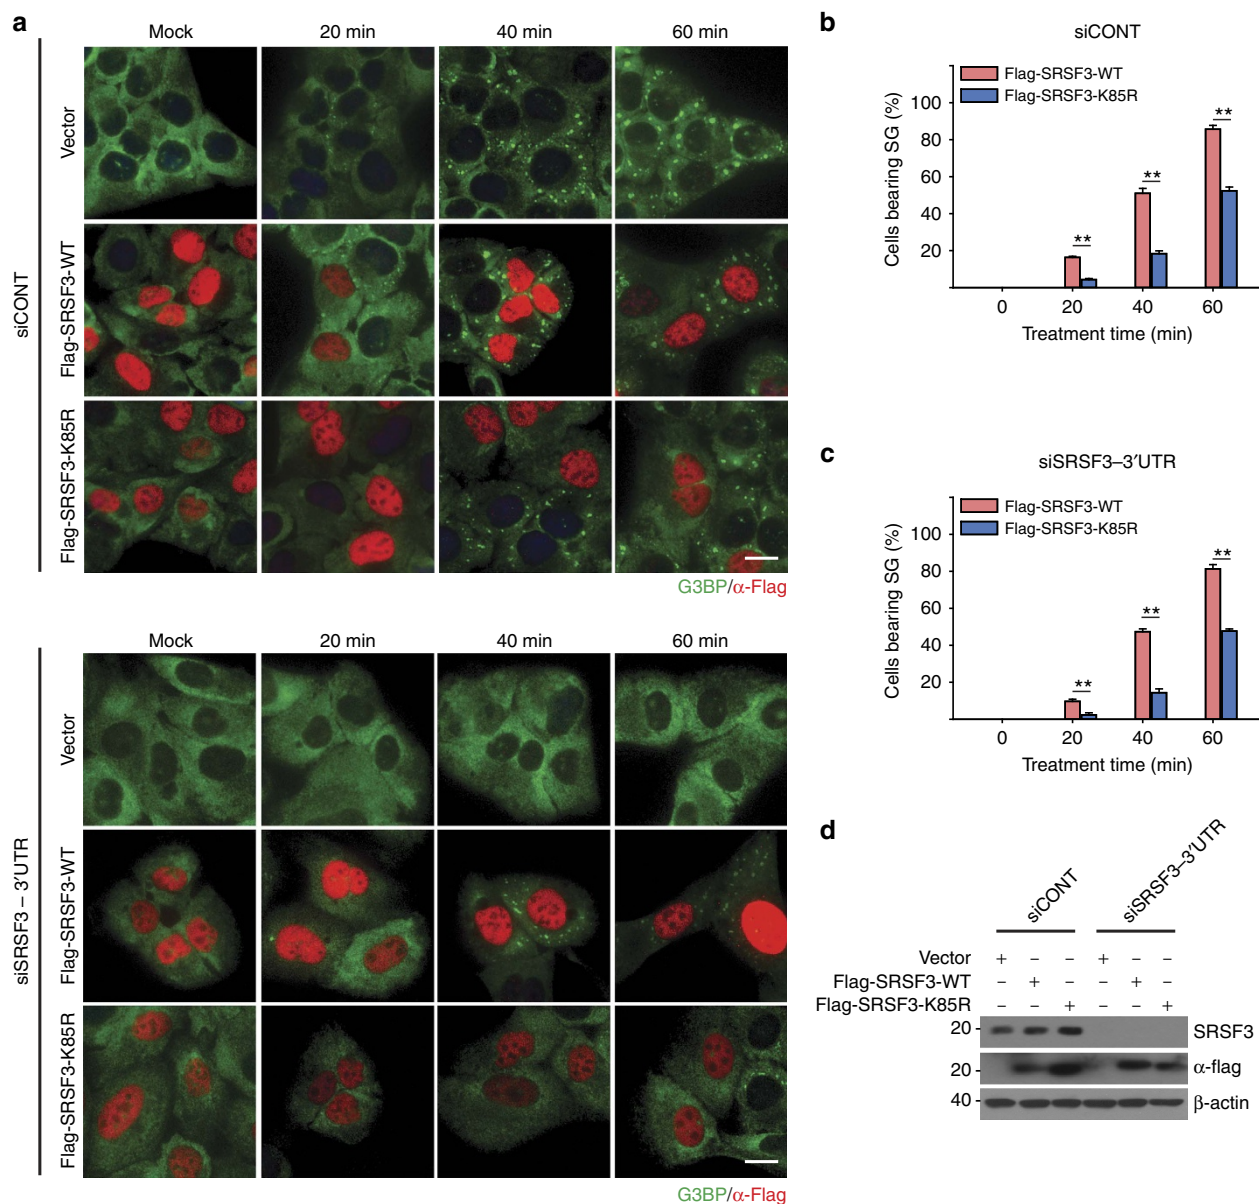 a
Mock 20 min 40 min 60 min
siCONT
Vector
Flag-SRSF3-WT
Flag-SRSF3-K85R
G3BP/α-Flag
Mock 20 min 40 min 60 min
siSRSF3 – 3′UTR
Vector
Flag-SRSF3-WT
Flag-SRSF3-K85R
G3BP/α-Flag
b
siCONT
Flag-SRSF3-WT
Flag-SRSF3-K85R
Cells bearing SG (%)
100
80
60
40
20
** ** **
0 20 40 60
Treatment time (min)
c
siSRSF3–3′UTR
Flag-SRSF3-WT
Flag-SRSF3-K85R
Cells bearing SG (%)
100
80
60
40
20
** ** **
0 20 40 60
Treatment time (min)
d
siCONT siSRSF3–3′UTR
Vector + – – + – –
Flag-SRSF3-WT – + – – + –
Flag-SRSF3-K85R – – + – – +
20 SRSF3
20 α-flag
40 β-actin